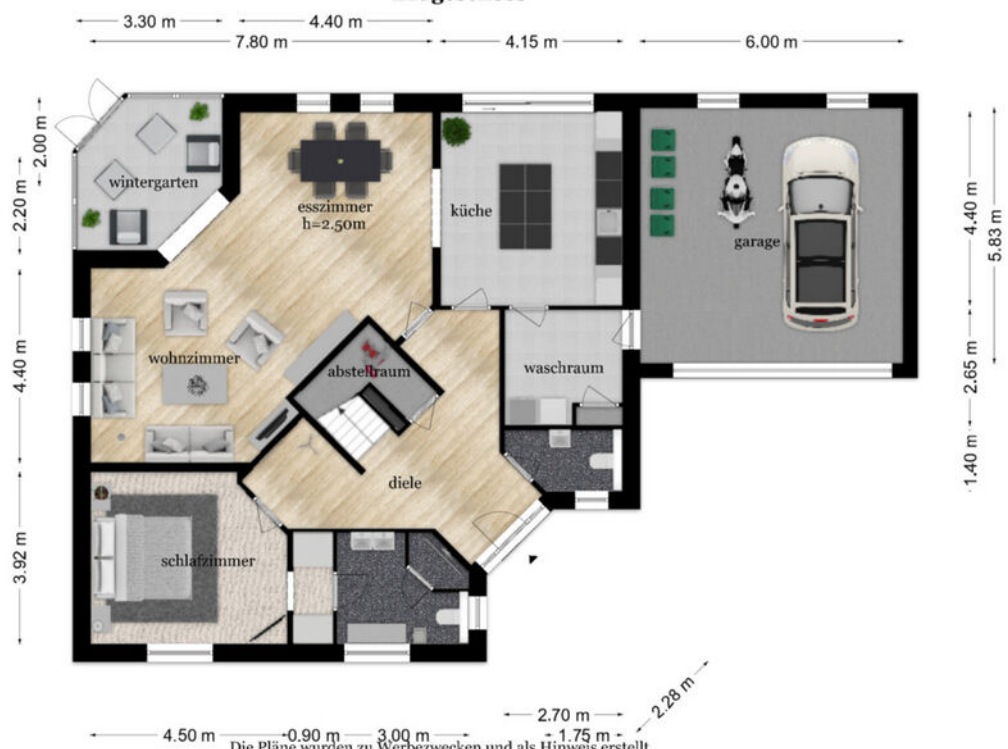 3.30 m 4.40 m
7.80 m 4.15 m 6.00 m
2.00 m
2.20 m
4.40 m
3.92 m
4.40 m
5.83 m
2.65 m
1.40 m
wintergarten
esszimmer
h=2.50m
küche
garage
wohnzimmer
abstellraum
waschraum
diele
schlafzimmer
2.28 m
2.70 m
4.50 m 0.90 m 3.00 m 1.75 m
Die Pläne wurden zu Werbezwecken und als Hinweis erstellt